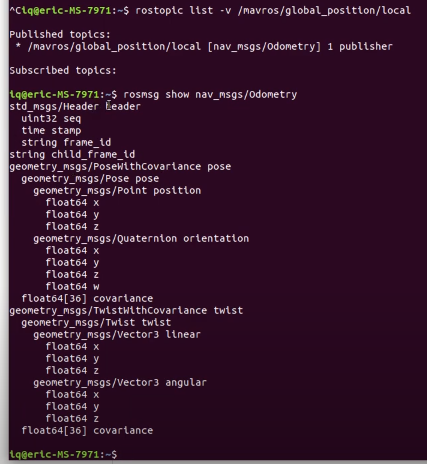 ^Ciq@eric-MS-7971:~$ rostopic list -v /mavros/global_position/local

Published topics:
 * /mavros/global_position/local [nav_msgs/Odometry] 1 publisher

Subscribed topics:

iq@eric-MS-7971:~$ rosmsg show nav_msgs/Odometry
std_msgs/Header header
  uint32 seq
  time stamp
  string frame_id
string child_frame_id
geometry_msgs/PoseWithCovariance pose
  geometry_msgs/Pose pose
    geometry_msgs/Point position
      float64 x
      float64 y
      float64 z
    geometry_msgs/Quaternion orientation
      float64 x
      float64 y
      float64 z
      float64 w
  float64[36] covariance
geometry_msgs/TwistWithCovariance twist
  geometry_msgs/Twist twist
    geometry_msgs/Vector3 linear
      float64 x
      float64 y
      float64 z
    geometry_msgs/Vector3 angular
      float64 x
      float64 y
      float64 z
  float64[36] covariance

iq@eric-MS-7971:~$